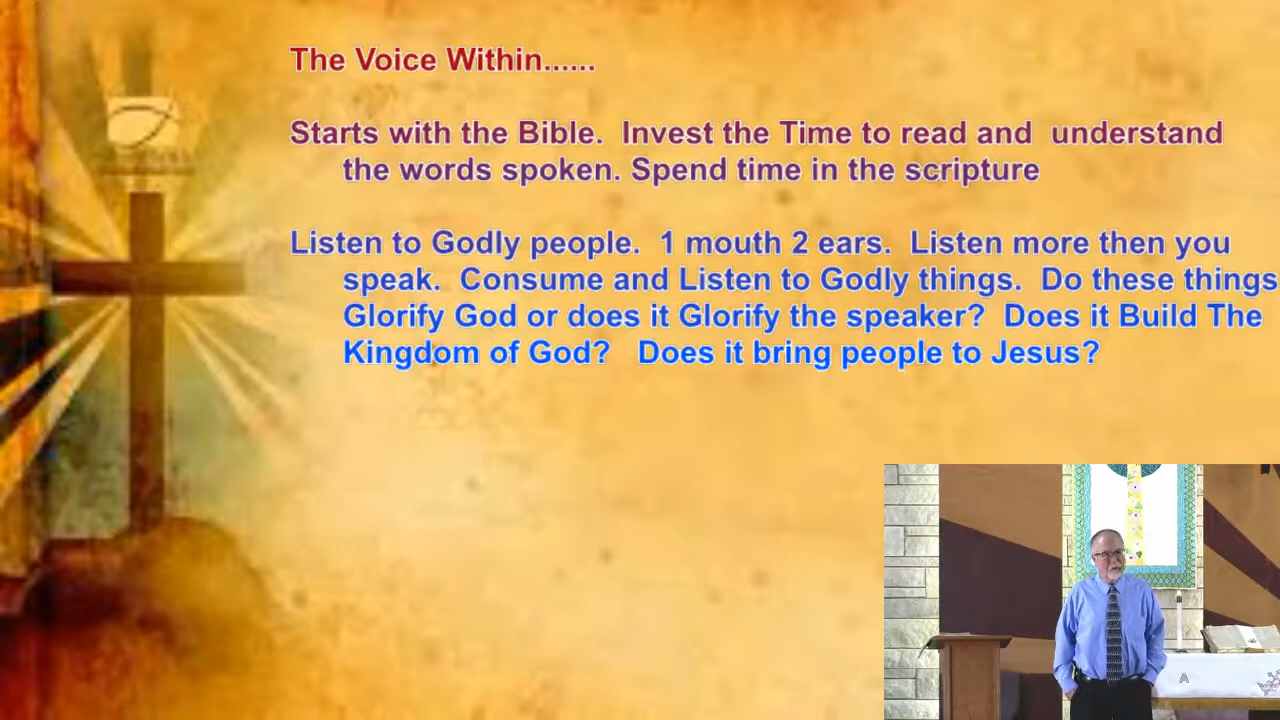 The Voice Within......
Starts with the Bible.  Invest the Time to read and  understand
the words spoken. Spend time in the scripture
Listen to Godly people.  1 mouth 2 ears.  Listen more then you
speak.  Consume and Listen to Godly things.  Do these things
Glorify God or does it Glorify the speaker?  Does it Build The
Kingdom of God?   Does it bring people to Jesus?